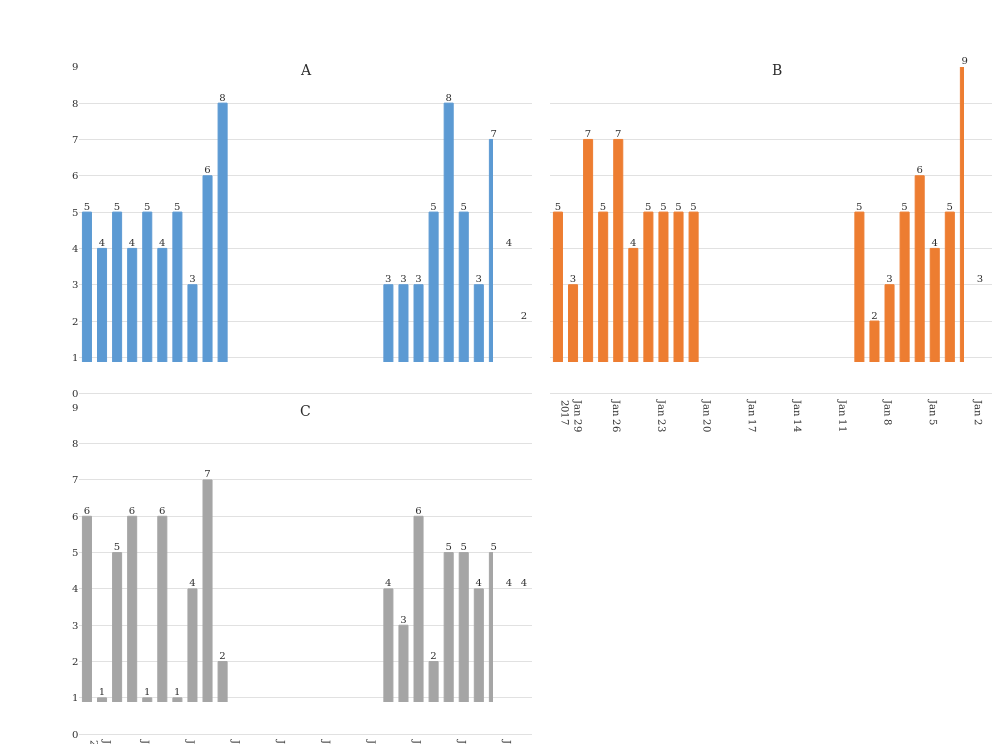 A
9
8
7
6
5
4
3
2
1
0
5 4 5 4 5 4 5 3 6 8 3 3 3 5 8 5 3 7 4 2
B
5 3 7 5 7 4 5 5 5 5 5 2 3 5 6 4 5 9 3
Jan 29
2017
Jan 26
Jan 23
Jan 20
Jan 17
Jan 14
Jan 11
Jan 8
Jan 5
Jan 2
C
9
8
7
6
5
4
3
2
1
0
6 1 5 6 1 6 1 4 7 2 4 3 6 2 5 5 4 5 4 4